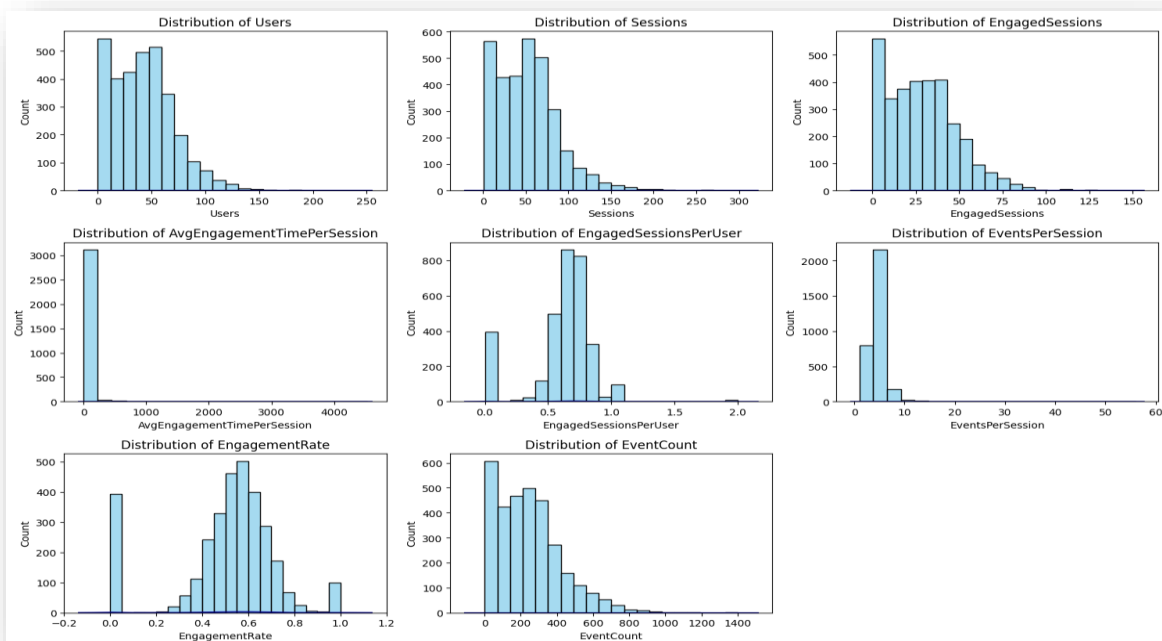 Distribution of Users
Distribution of Sessions
Distribution of EngagedSessions
500
400
300
200
100
0
Count
0 50 100 150 200 250
Users
600
500
400
300
200
100
0
Count
0 50 100 150 200 250 300
Sessions
500
400
300
200
100
0
Count
0 25 50 75 100 125 150
EngagedSessions
Distribution of AvgEngagementTimePerSession
Distribution of EngagedSessionsPerUser
Distribution of EventsPerSession
3000
2500
2000
1500
1000
500
0
Count
0 1000 2000 3000 4000
AvgEngagementTimePerSession
800
600
400
200
0
Count
0.0 0.5 1.0 1.5 2.0
EngagedSessionsPerUser
2000
1500
1000
500
0
Count
0 10 20 30 40 50 60
EventsPerSession
Distribution of EngagementRate
Distribution of EventCount
500
400
300
200
100
0
Count
−0.2 0.0 0.2 0.4 0.6 0.8 1.0 1.2
EngagementRate
600
500
400
300
200
100
0
Count
0 200 400 600 800 1000 1200 1400
EventCount